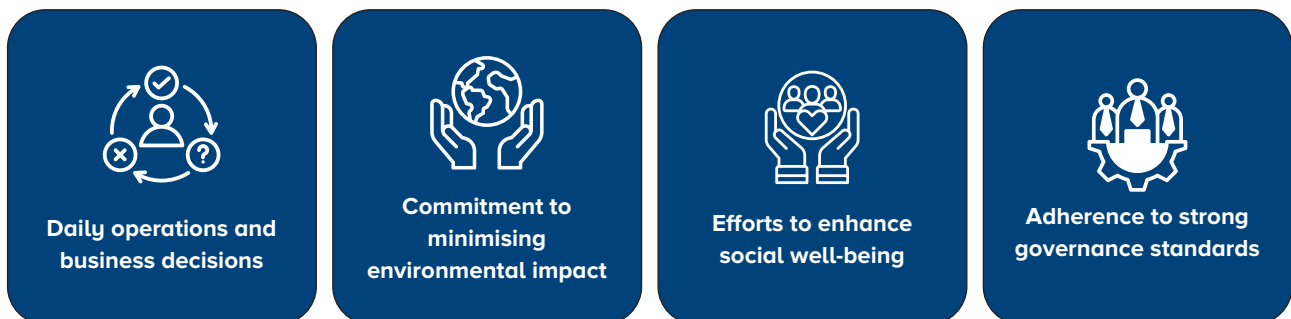 Daily operations and
business decisions
Commitment to
minimising
environmental impact
Efforts to enhance
social well-being
Adherence to strong
governance standards